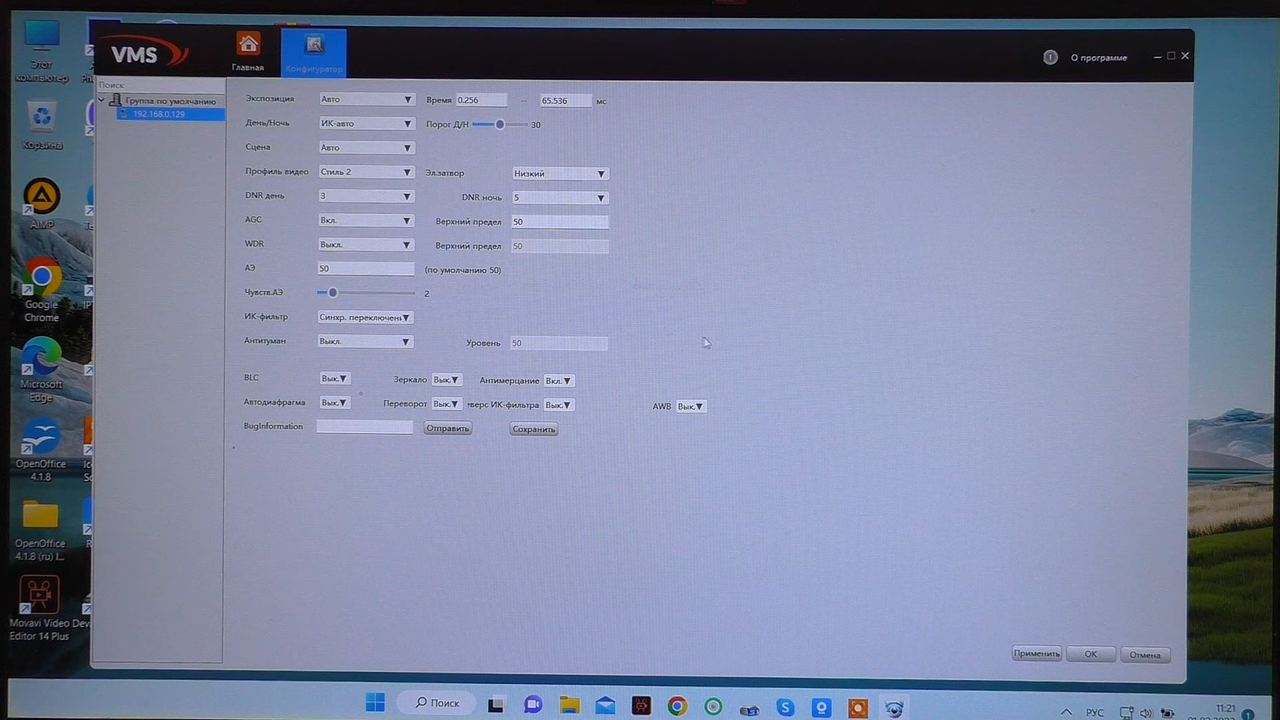 Этот
компьютер
Корзина
AIMP
Google
Chrome
Microsoft
Edge
OpenOffice
4.1.8
OpenOffice
4.1.8 (ru) I...
Movavi Video
Editor 14 Plus
VMS
Главная
Конфигуратор
О программе
Поиск
Группа по умолчанию
192.168.0.129
Экспозиция Авто Время 0.256 -- 65.536 мс
День/Ночь ИК-авто Порог Д/Н 30
Сцена Авто
Профиль видео Стиль 2 Эл.затвор Низкий
DNR день 3 DNR ночь 5
AGC Вкл. Верхний предел 50
WDR Выкл. Верхний предел 50
АЭ 50 (по умолчанию 50)
Чувств.АЭ 2
ИК-фильтр Синхр. переключени
Антитуман Выкл. Уровень 50
BLC Вык. Зеркало Вык. Антимерцание Вкл.
Автодиафрагма Вык. Переворот Вык. верс ИК-фильтра Вык. AWB Вык.
BugInformation Отправить Сохранить
Применить OK Отмена
Поиск
РУС
11:21